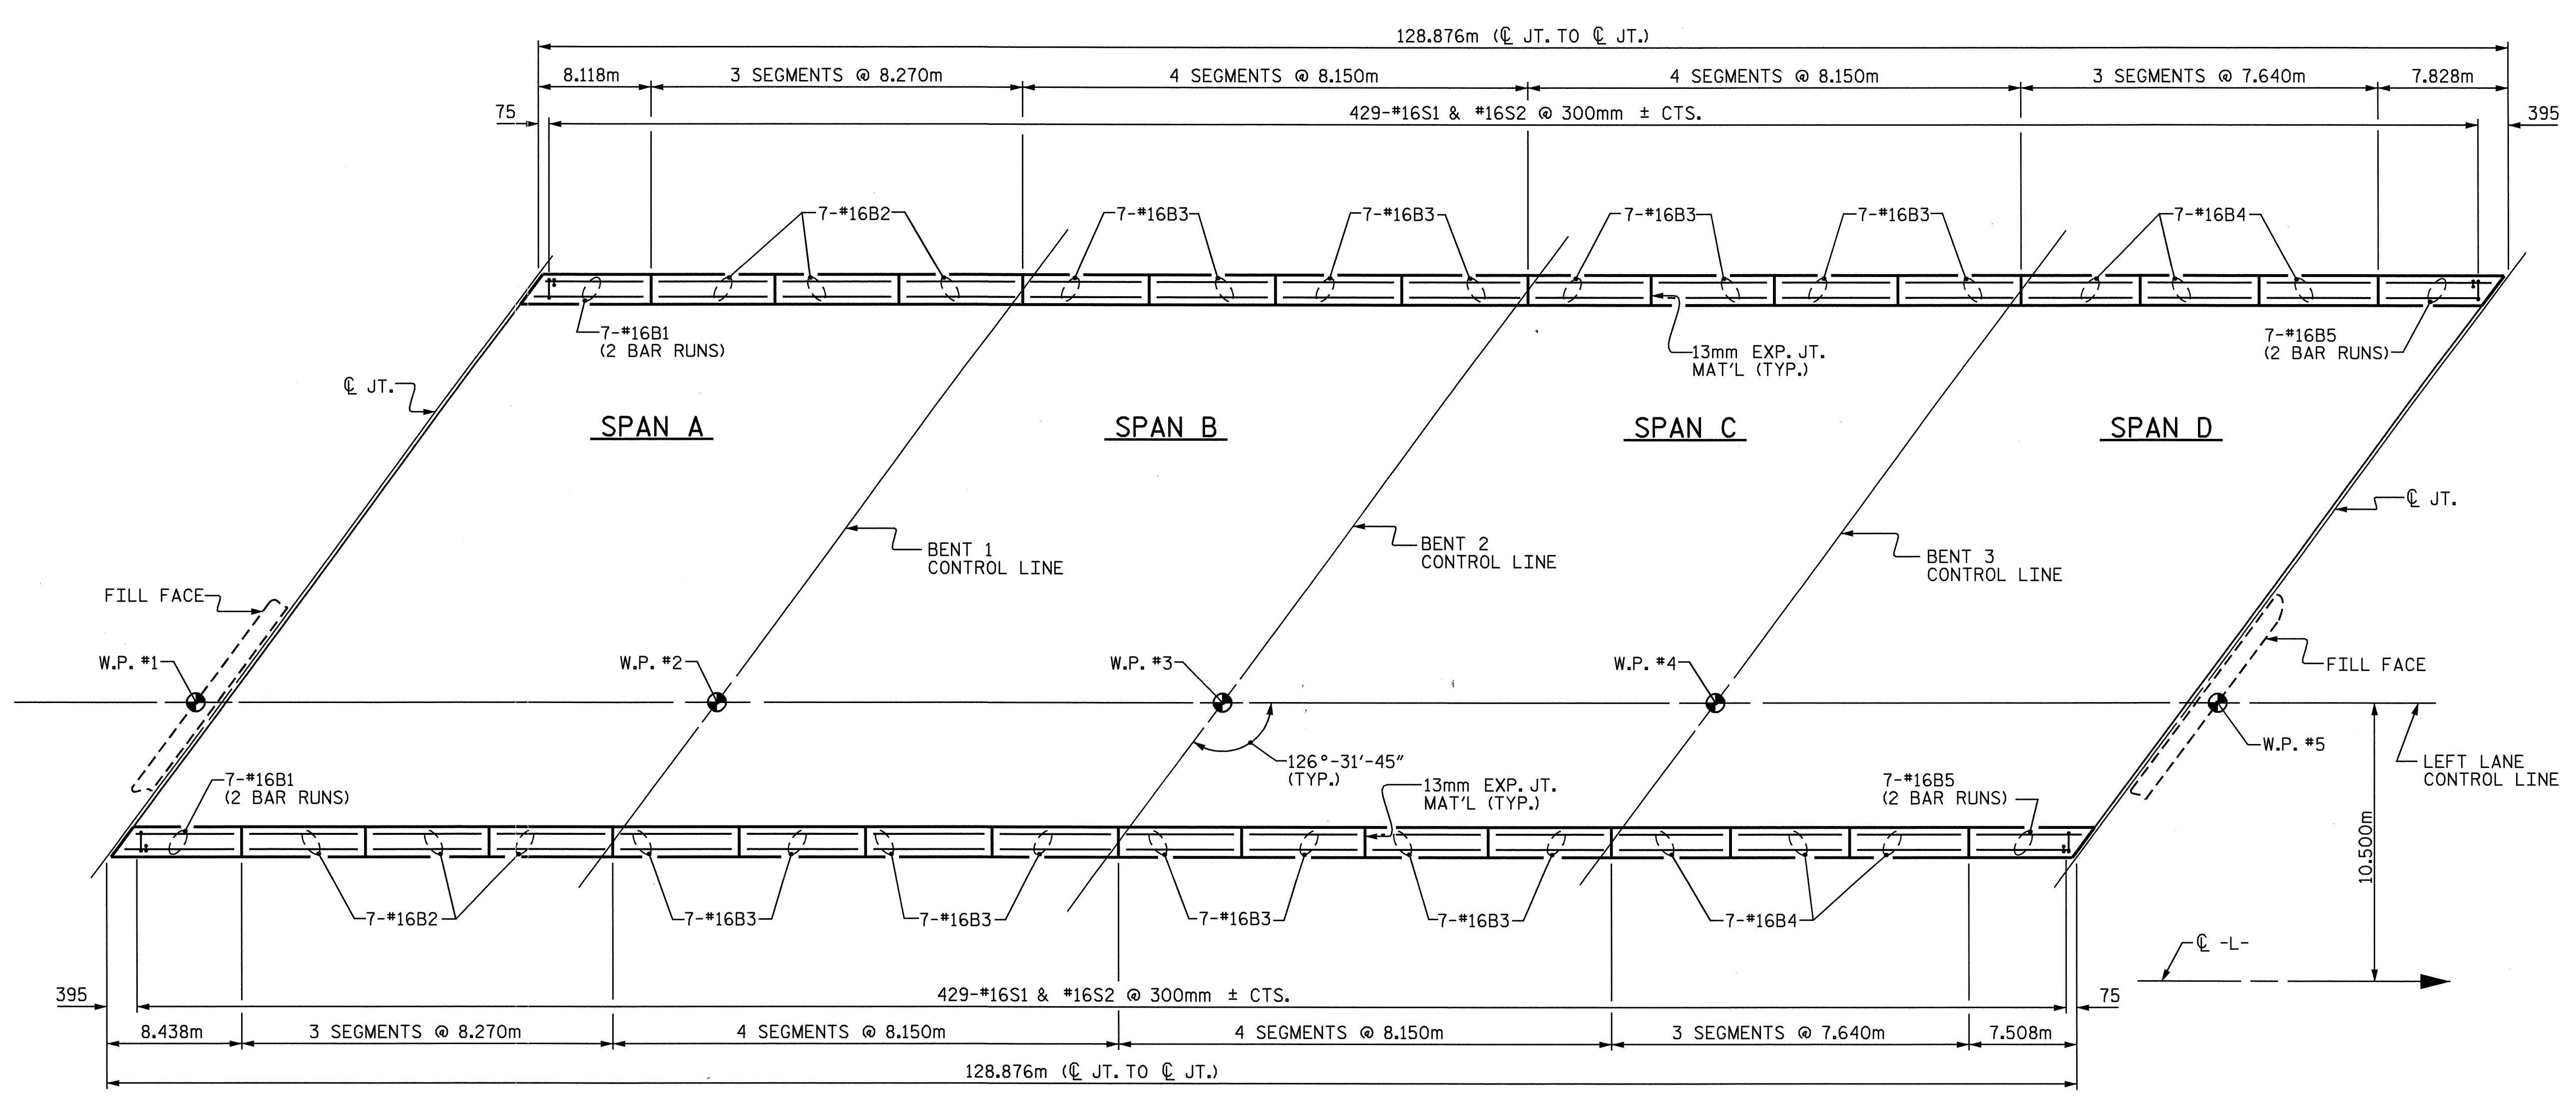 128.876m (℄ JT. TO ℄ JT.)
8.118m
3 SEGMENTS @ 8.270m
4 SEGMENTS @ 8.150m
4 SEGMENTS @ 8.150m
3 SEGMENTS @ 7.640m
7.828m
75
429-#16S1 & #16S2 @ 300mm ± CTS.
395
7-#16B2
7-#16B3
7-#16B3
7-#16B3
7-#16B3
7-#16B4
7-#16B1
(2 BAR RUNS)
13mm EXP. JT.
MAT'L (TYP.)
7-#16B5
(2 BAR RUNS)
℄ JT.
SPAN A
SPAN B
SPAN C
SPAN D
℄ JT.
BENT 1
CONTROL LINE
BENT 2
CONTROL LINE
BENT 3
CONTROL LINE
FILL FACE
FILL FACE
W.P. #1
W.P. #2
W.P. #3
W.P. #4
W.P. #5
126°-31'-45"
(TYP.)
LEFT LANE
CONTROL LINE
7-#16B1
(2 BAR RUNS)
13mm EXP. JT.
MAT'L (TYP.)
7-#16B5
(2 BAR RUNS)
10.500m
7-#16B2
7-#16B3
7-#16B3
7-#16B3
7-#16B3
7-#16B4
℄ -L-
395
429-#16S1 & #16S2 @ 300mm ± CTS.
75
8.438m
3 SEGMENTS @ 8.270m
4 SEGMENTS @ 8.150m
4 SEGMENTS @ 8.150m
3 SEGMENTS @ 7.640m
7.508m
128.876m (℄ JT. TO ℄ JT.)